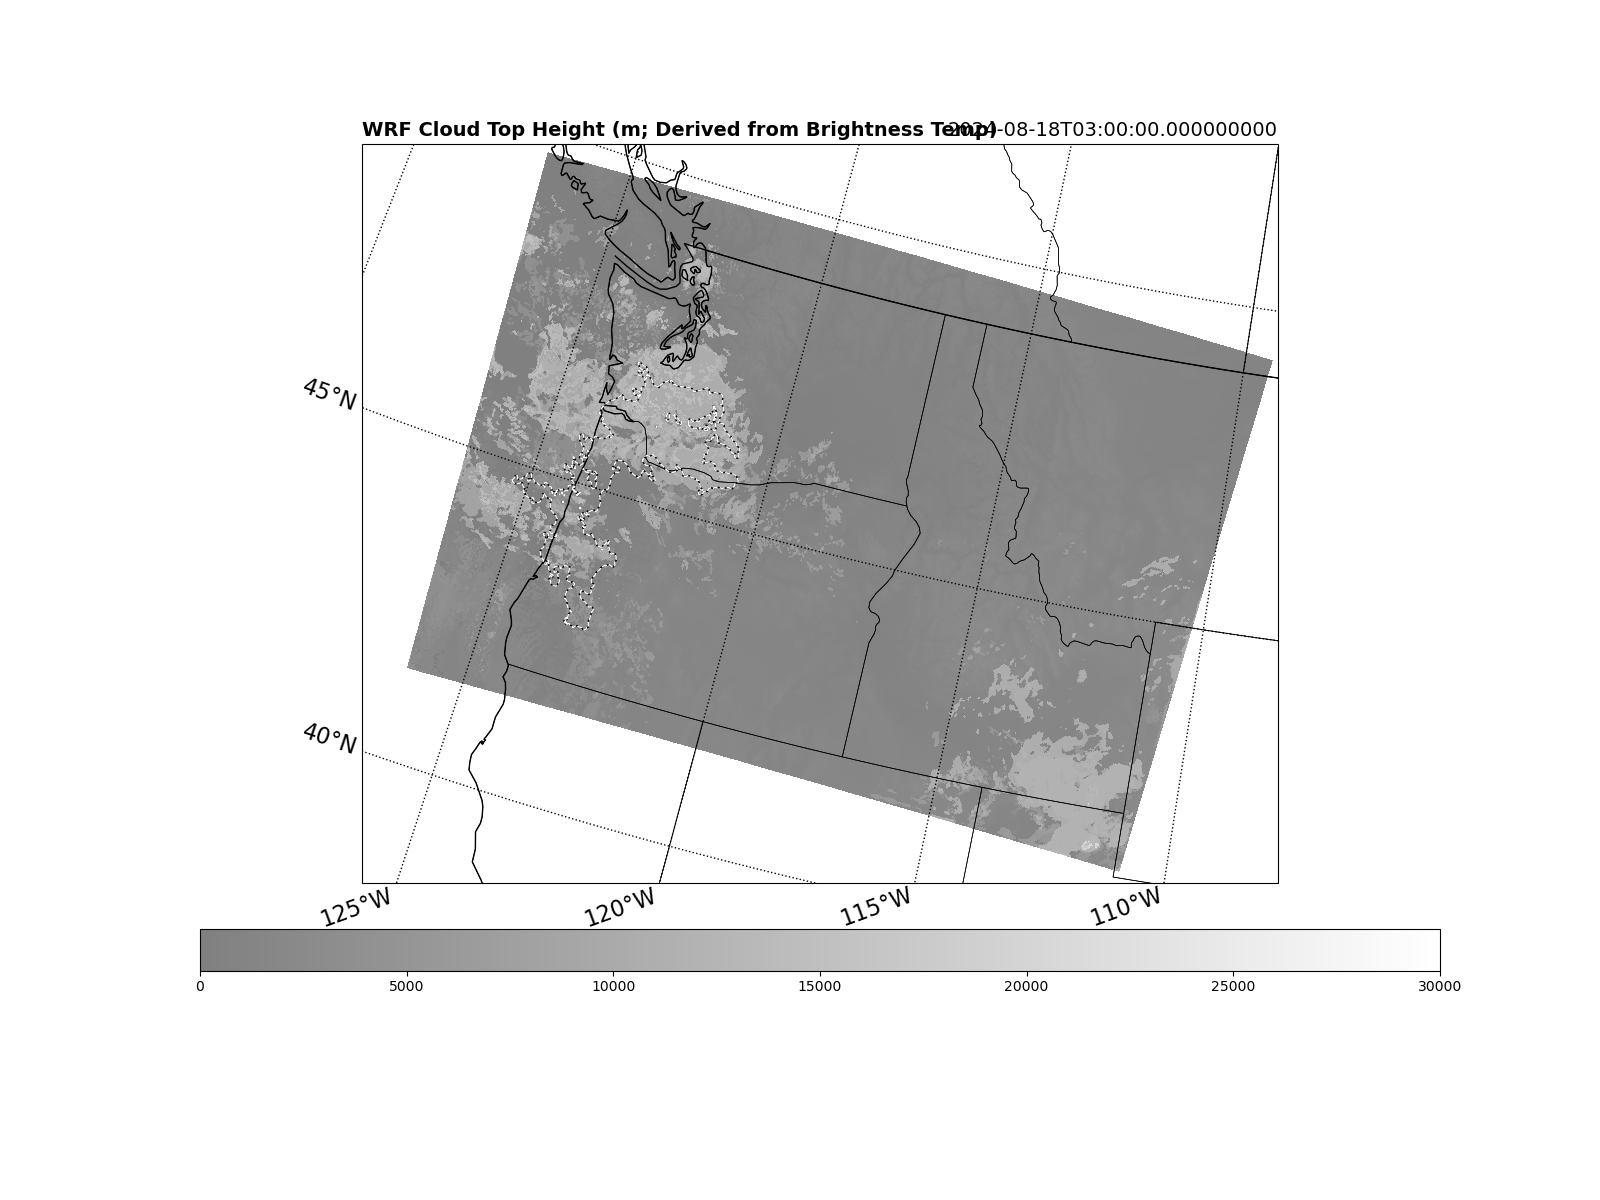 WRF Cloud Top Height (m; Derived from Brightness Temp) 2024-08-18T03:00:00.000000000
45°N
40°N
125°W 120°W 115°W 110°W
0 5000 10000 15000 20000 25000 30000